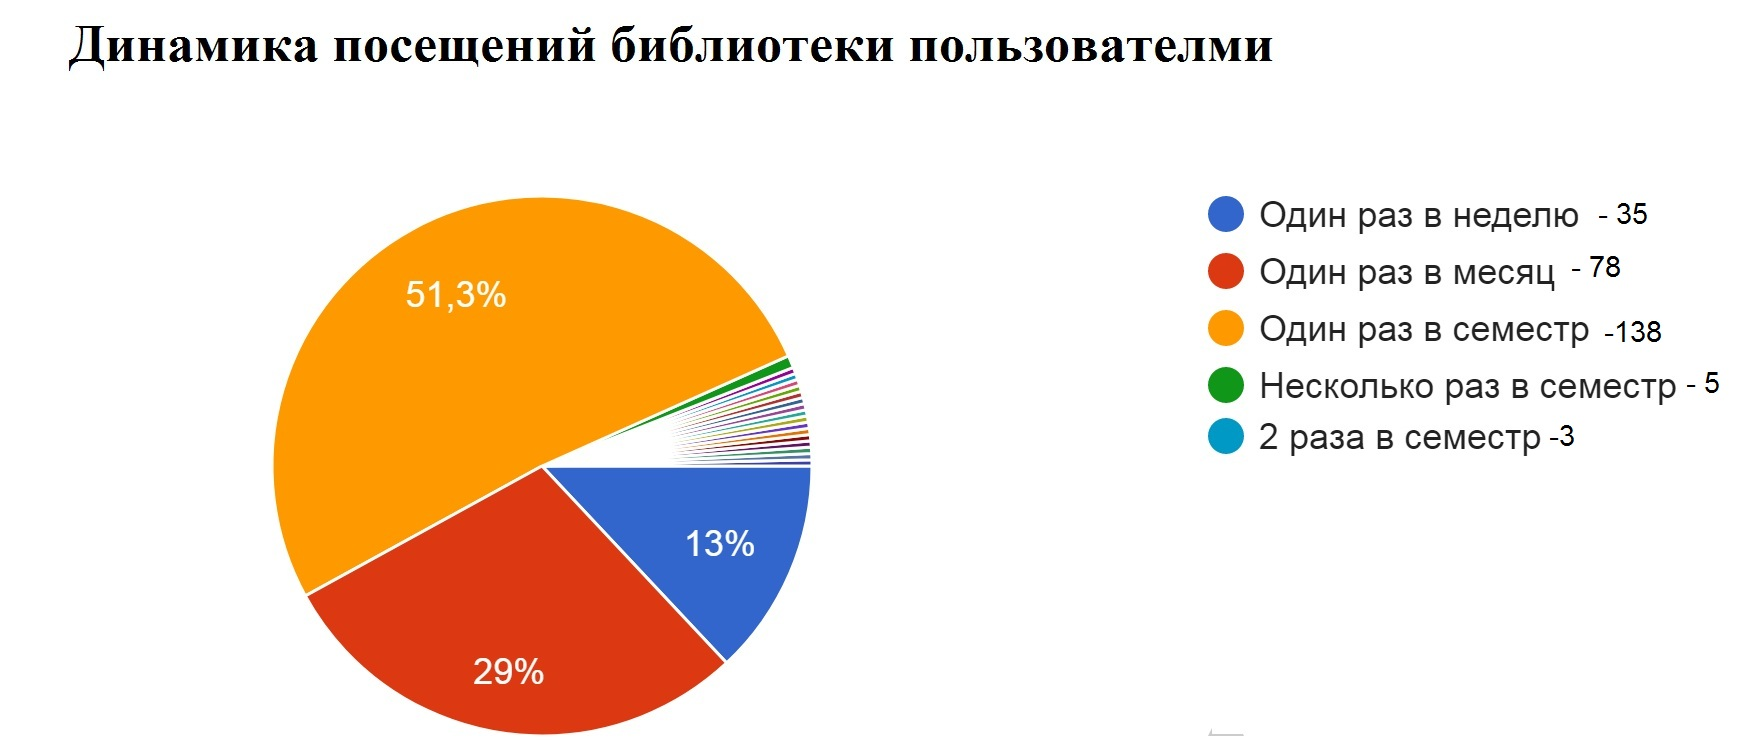 Динамика посещений библиотеки пользователми
51,3%
13%
29%
Один раз в неделю - 35
Один раз в месяц - 78
Один раз в семестр -138
Несколько раз в семестр - 5
2 раза в семестр -3